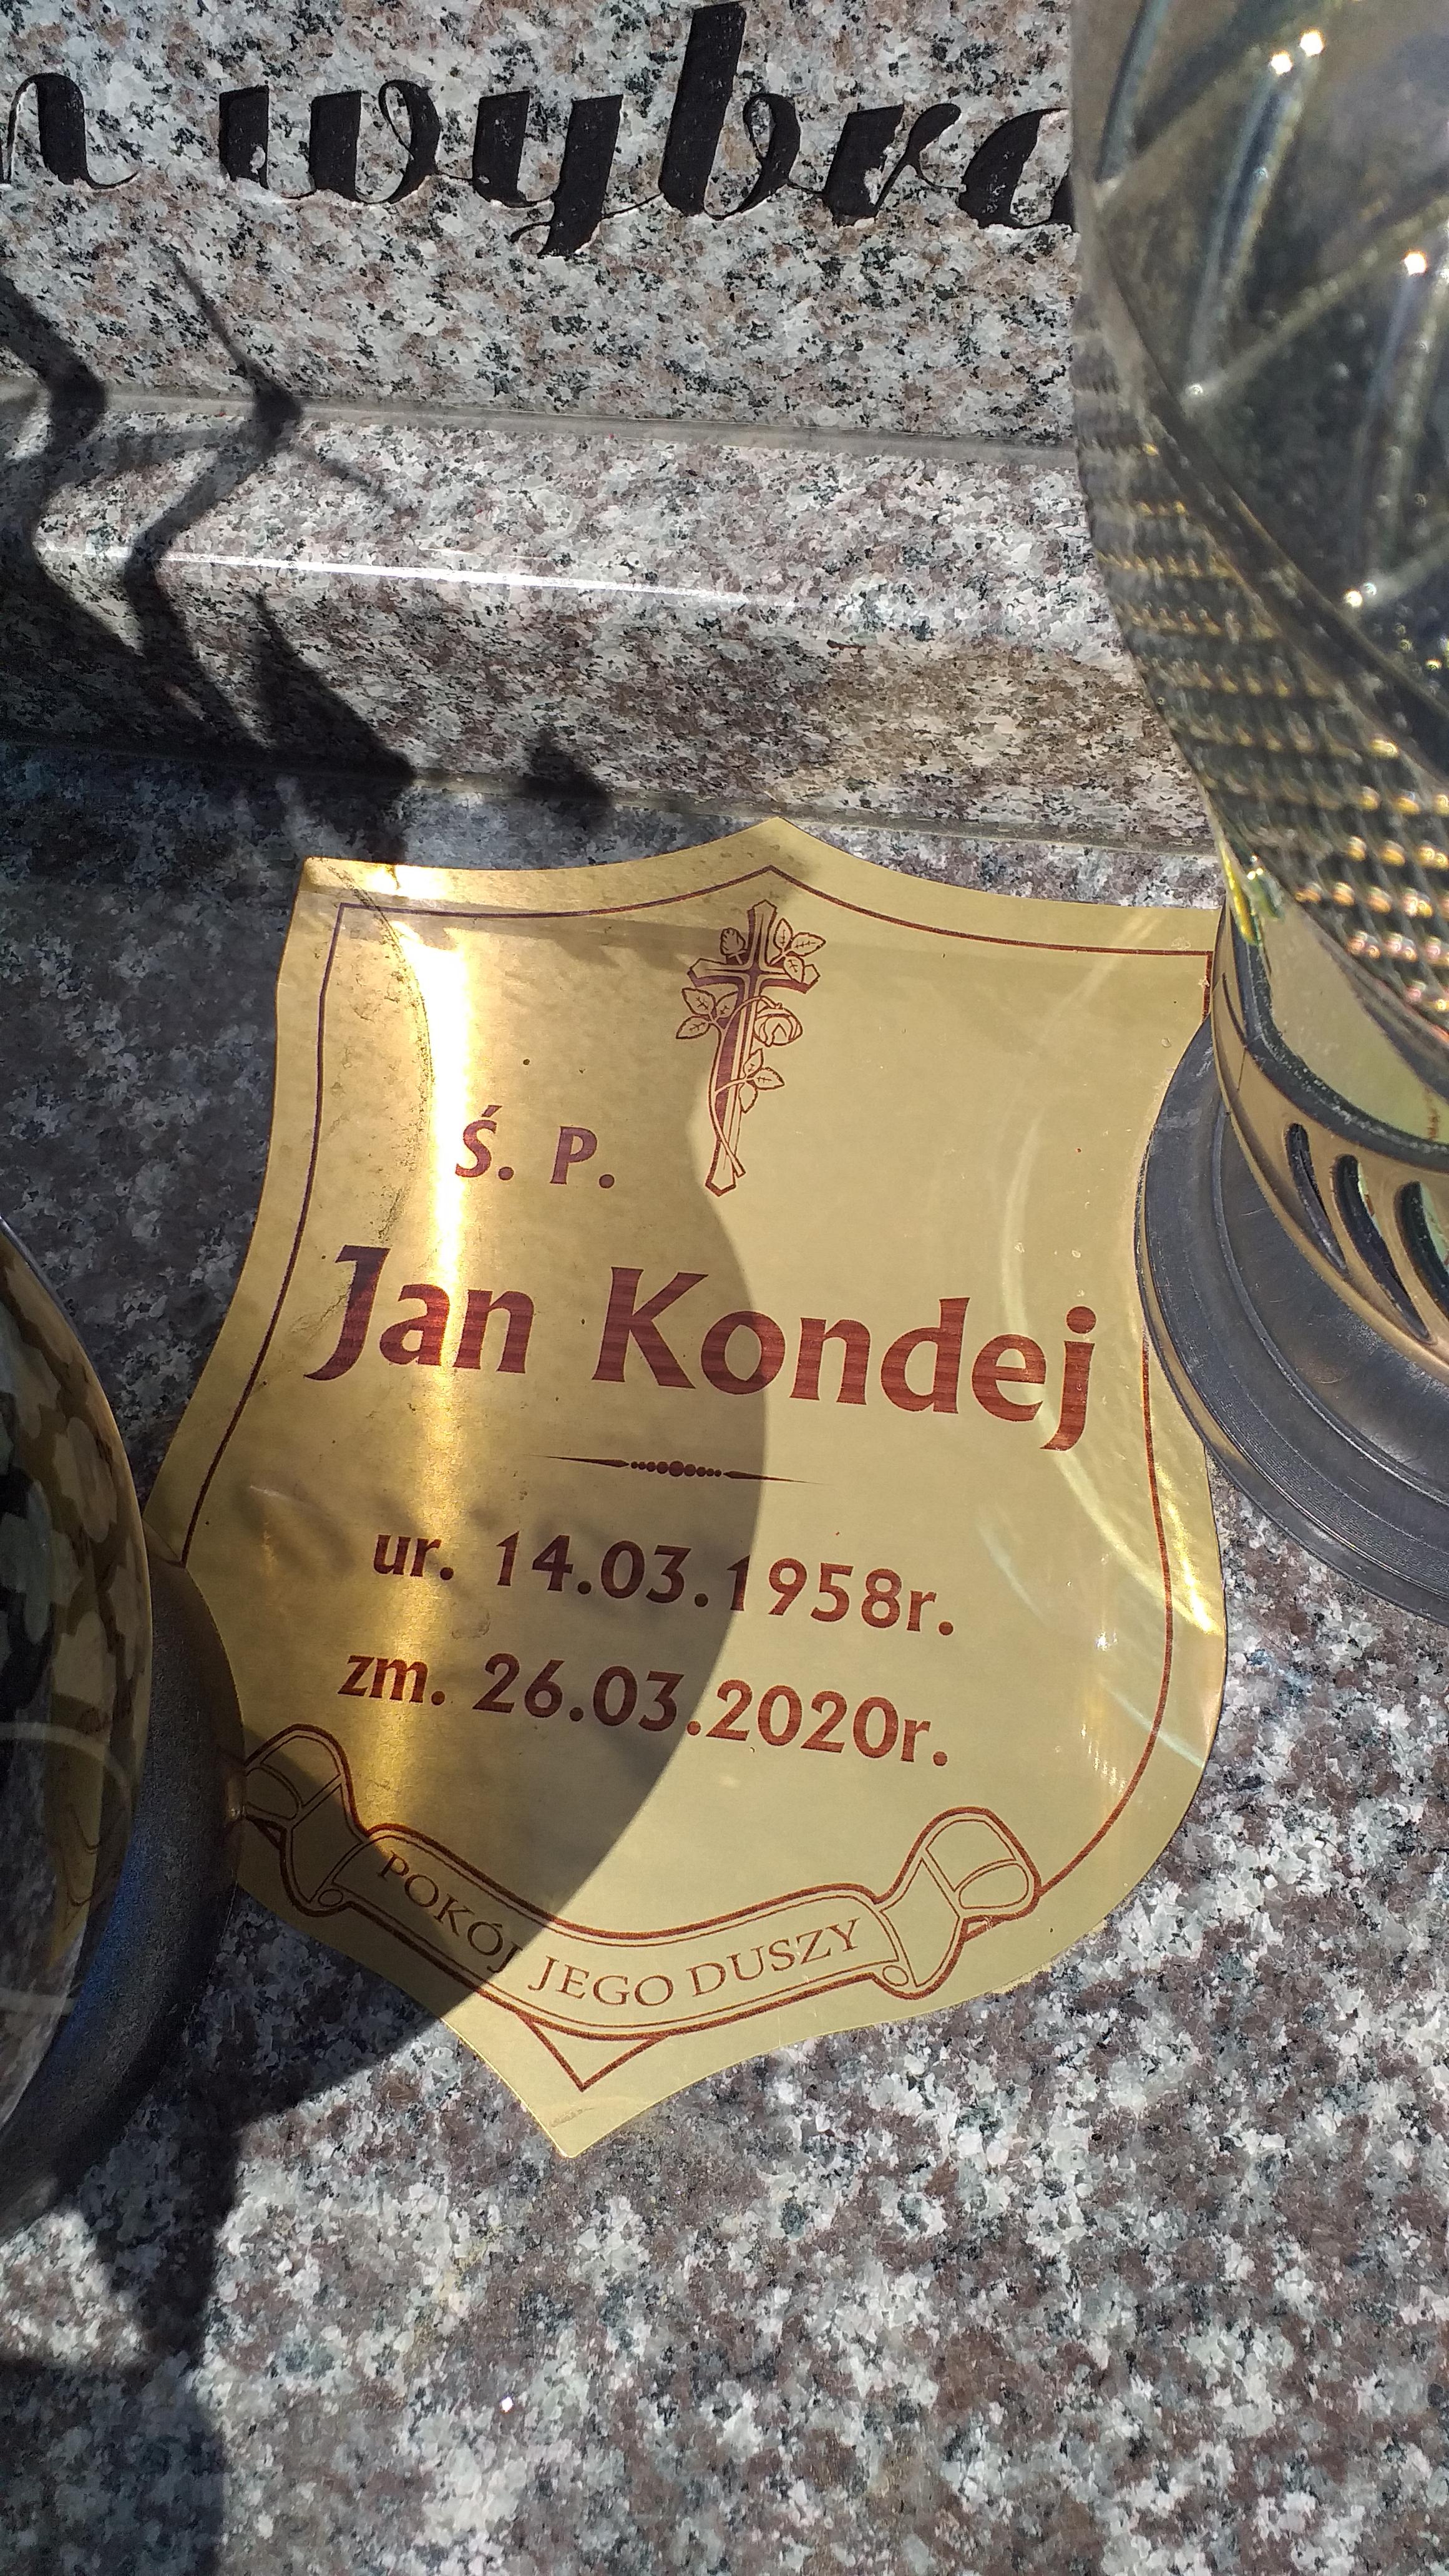 Ś. P.
Jan Kondej
ur. 14.03.1958r.
zm. 26.03.2020r.
POKÓJ JEGO DUSZY